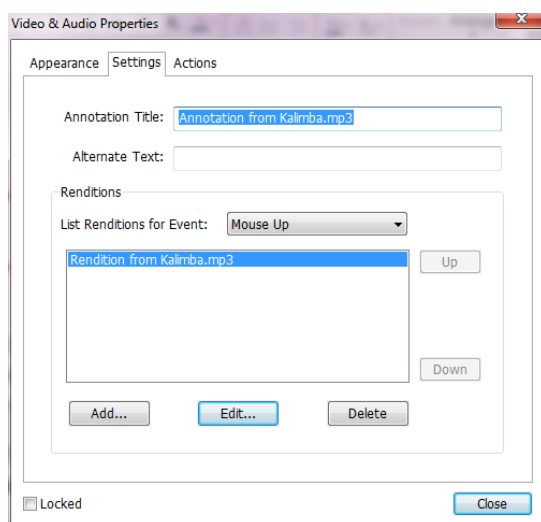 Video & Audio Properties
Appearance Settings Actions
Annotation Title: Annotation from Kalimba.mp3
Alternate Text:
Renditions
List Renditions for Event: Mouse Up
Rendition from Kalimba.mp3
Up
Down
Add... Edit... Delete
Locked Close